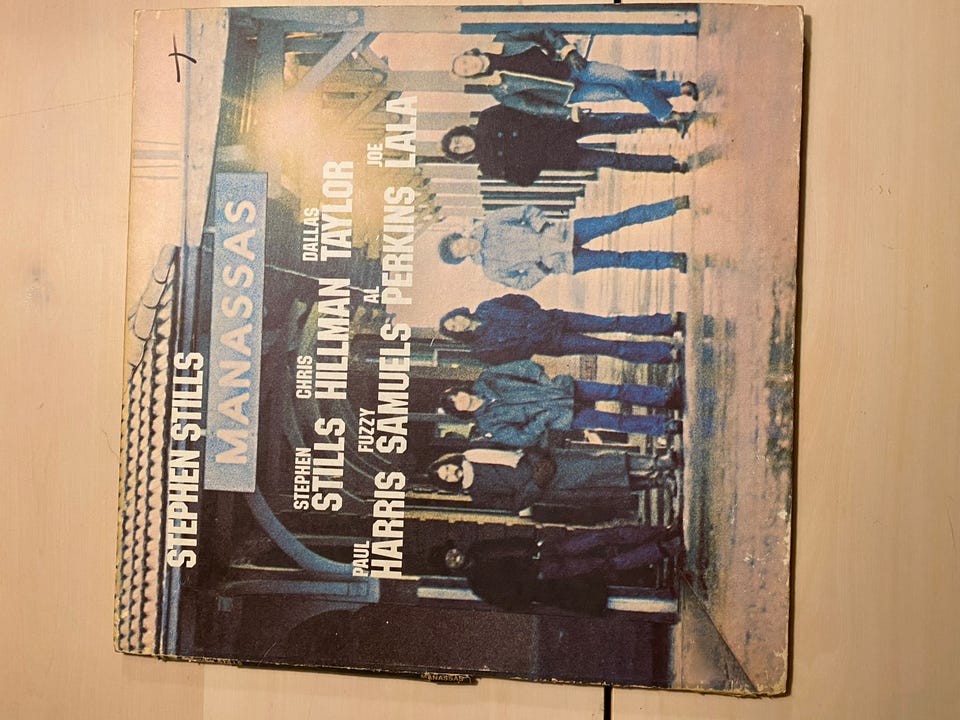 STEPHEN STILLS
MANASSAS
STEPHEN CHRIS DALLAS
STILLS HILLMAN TAYLOR
PAUL FUZZY AL JOE
HARRIS SAMUELS PERKINS LALA
MANASSAS